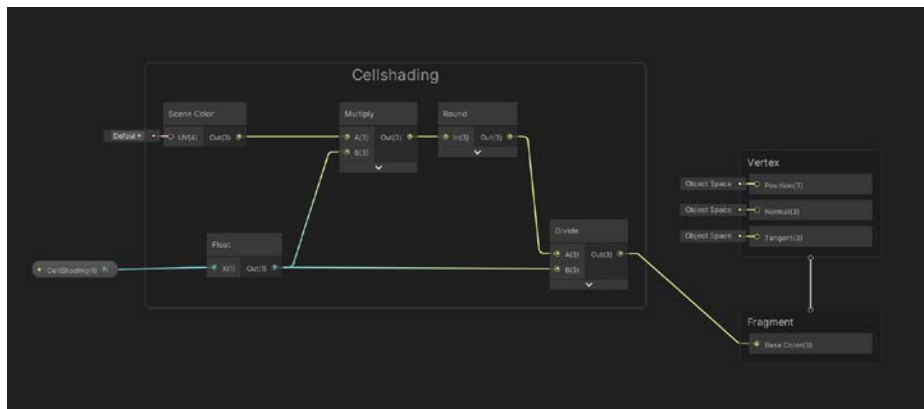 Cellshading
Scene Color
Default
UV(4) Out(3)
Multiply
A(3) Out(3)
B(3)
Round
In(3) Out(3)
Float
CellShading(1)
X(1) Out(1)
Divide
A(3) Out(3)
B(3)
Vertex
Object Space Position(3)
Object Space Normal(3)
Object Space Tangent(3)
Fragment
Base Color(3)